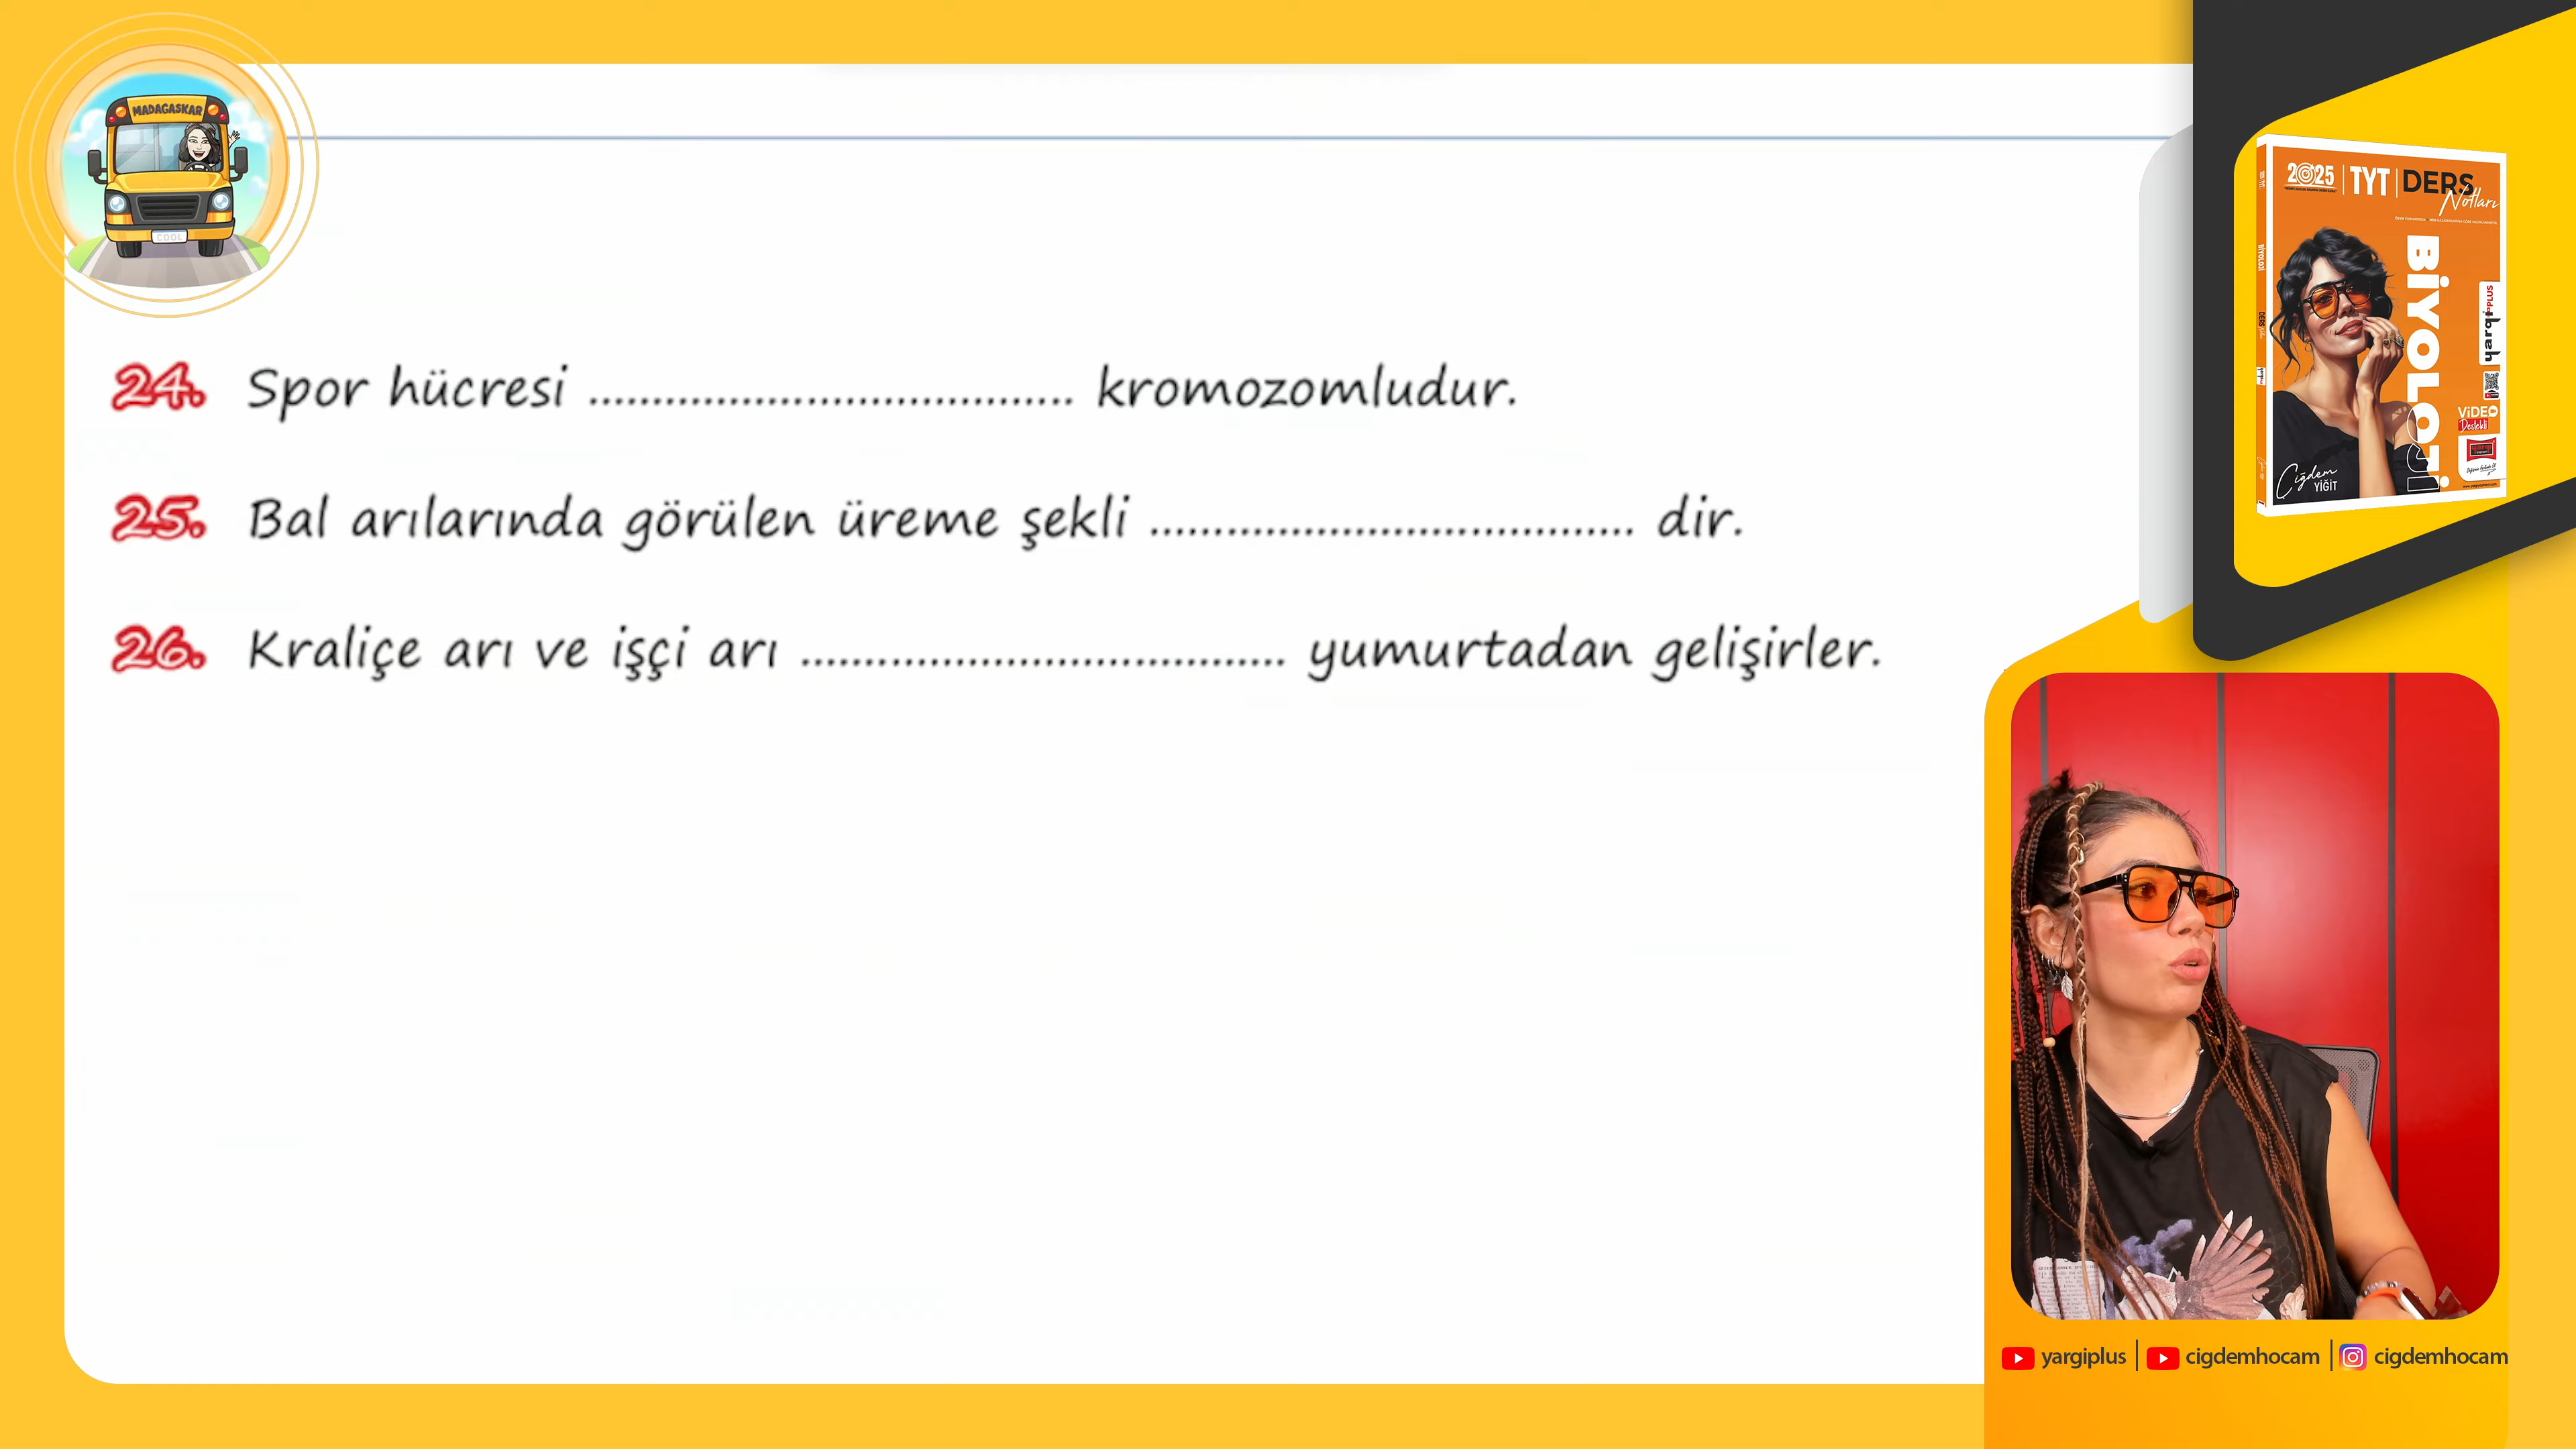 MADAGASKAR
COOL
24. Spor hücresi ...................................... kromozomludur.
25. Bal arılarında görülen üreme şekli ...................................... dir.
26. Kraliçe arı ve işçi arı ...................................... yumurtadan gelişirler.
2025 TYT DERS Notları
BİYOLOJİ
yargı PLUS
VİDEO
Destekli
Çiğdem YİĞİT
yargiplus
cigdemhocam
cigdemhocam